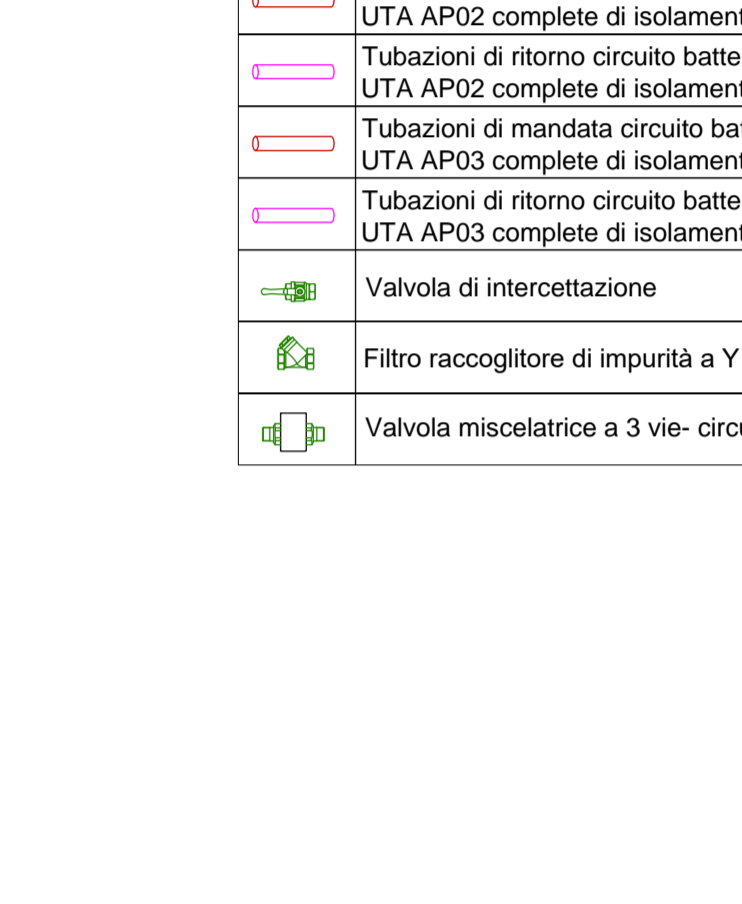 UTA AP02 complete di isolament
Tubazioni di ritorno circuito batte
UTA AP02 complete di isolament
Tubazioni di mandata circuito ba
UTA AP03 complete di isolament
Tubazioni di ritorno circuito batte
UTA AP03 complete di isolament
Valvola di intercettazione
Filtro raccoglitore di impurità a Y
Valvola miscelatrice a 3 vie- circu